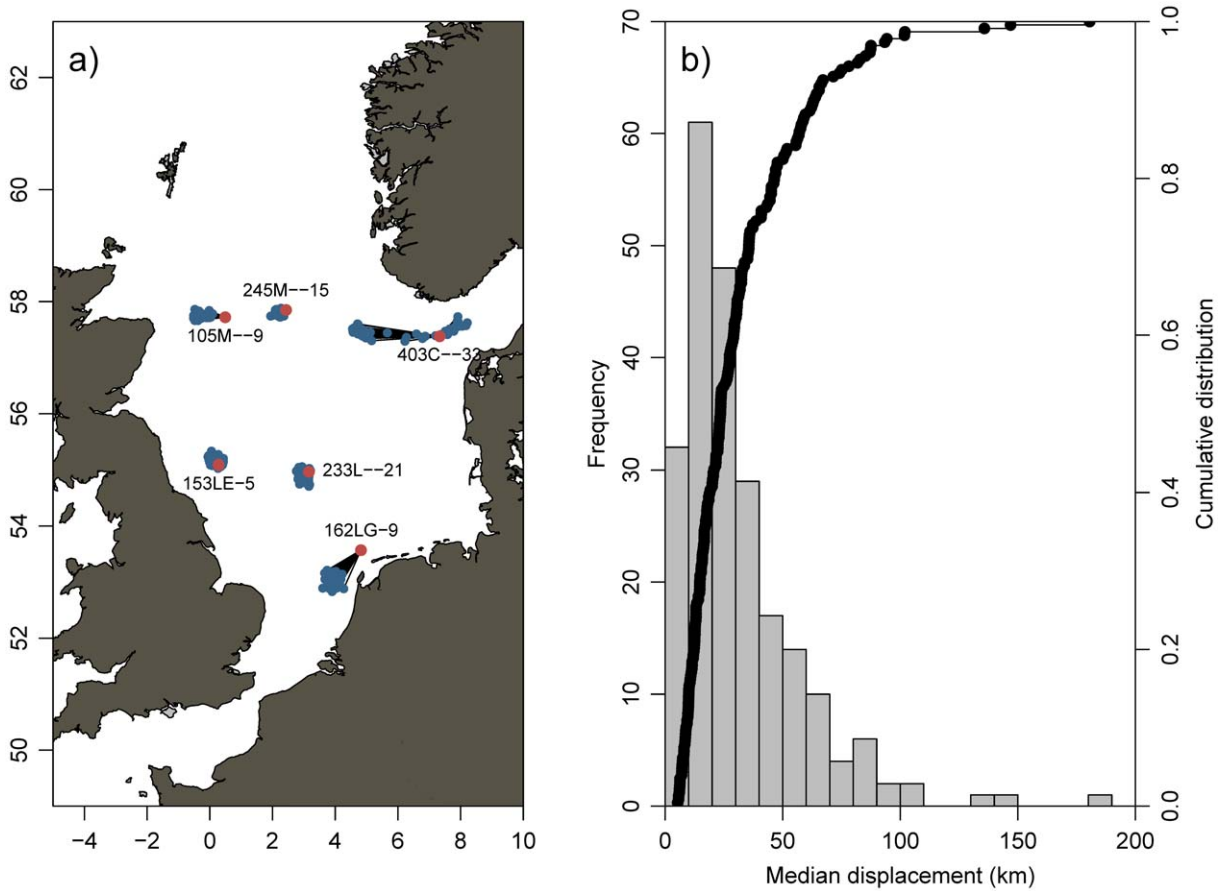 a)
62
60
58
56
54
52
50
−4 −2 0 2 4 6 8 10
245M−−15
105M−−9
403C−−33
153LE−5
233L−−21
162LG−9
b)
Frequency
70
60
50
40
30
20
10
0
0 50 100 150 200
Median displacement (km)
1.0
0.8
0.6
0.4
0.2
0.0
Cumulative distribution